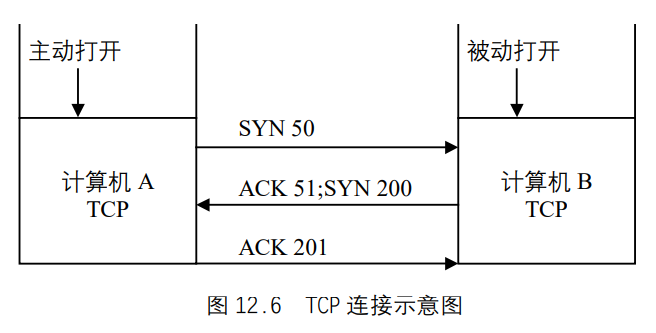 主动打开
被动打开
SYN 50
计算机 A
TCP
ACK 51;SYN 200
计算机 B
TCP
ACK 201
图 12.6 TCP 连接示意图